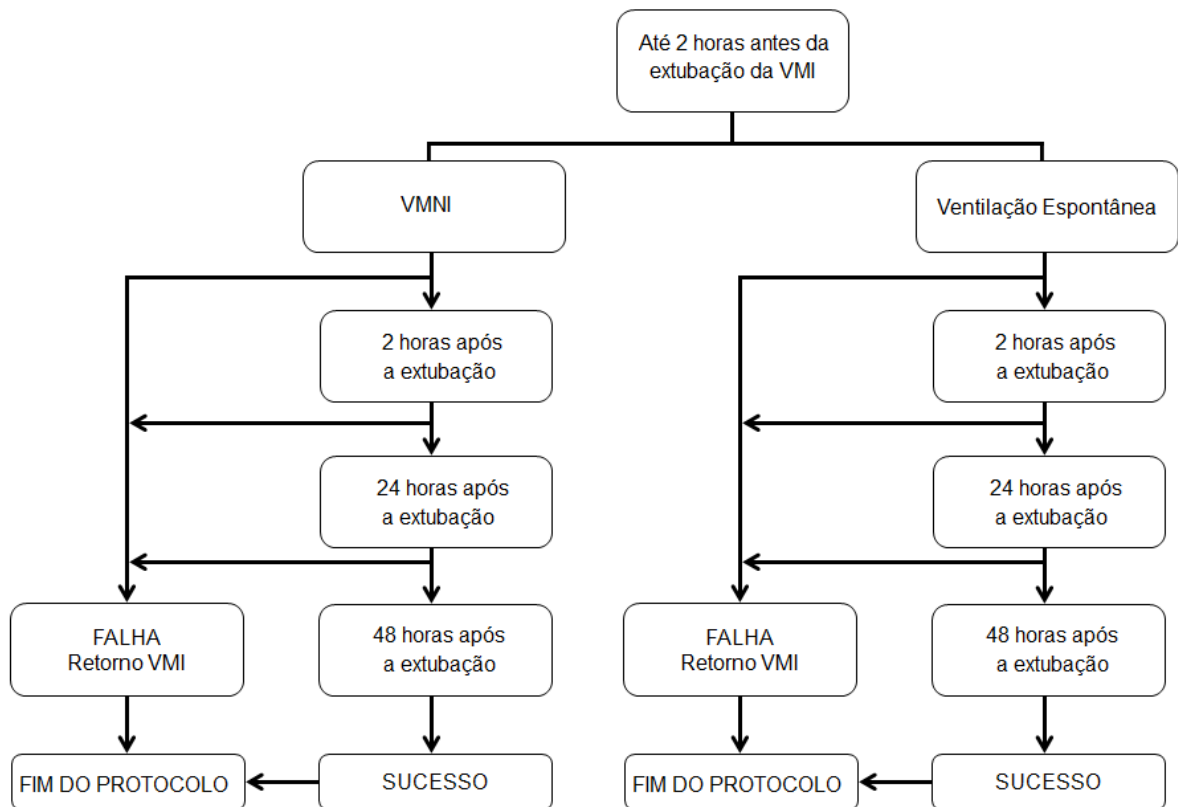 Até 2 horas antes da
extubação da VMI
VMNI
Ventilação Espontânea
2 horas após
a extubação
2 horas após
a extubação
24 horas após
a extubação
24 horas após
a extubação
FALHA
Retorno VMI
48 horas após
a extubação
FALHA
Retorno VMI
48 horas após
a extubação
FIM DO PROTOCOLO
SUCESSO
FIM DO PROTOCOLO
SUCESSO